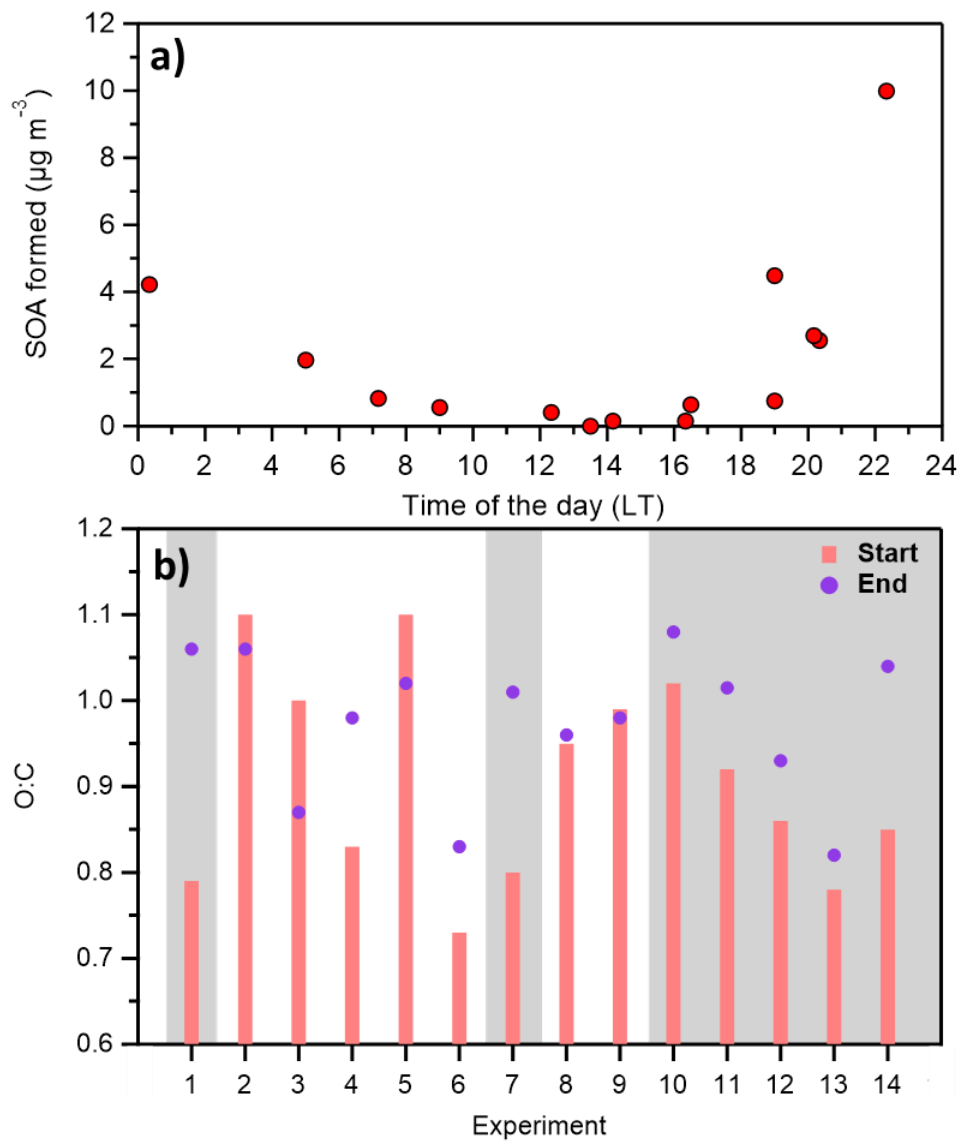 a)
12
10
8
6
4
2
0
SOA formed (µg m⁻³)
0 2 4 6 8 10 12 14 16 18 20 22 24
Time of the day (LT)
b)
Start
End
1.2
1.1
1.0
0.9
0.8
0.7
0.6
O:C
1 2 3 4 5 6 7 8 9 10 11 12 13 14
Experiment